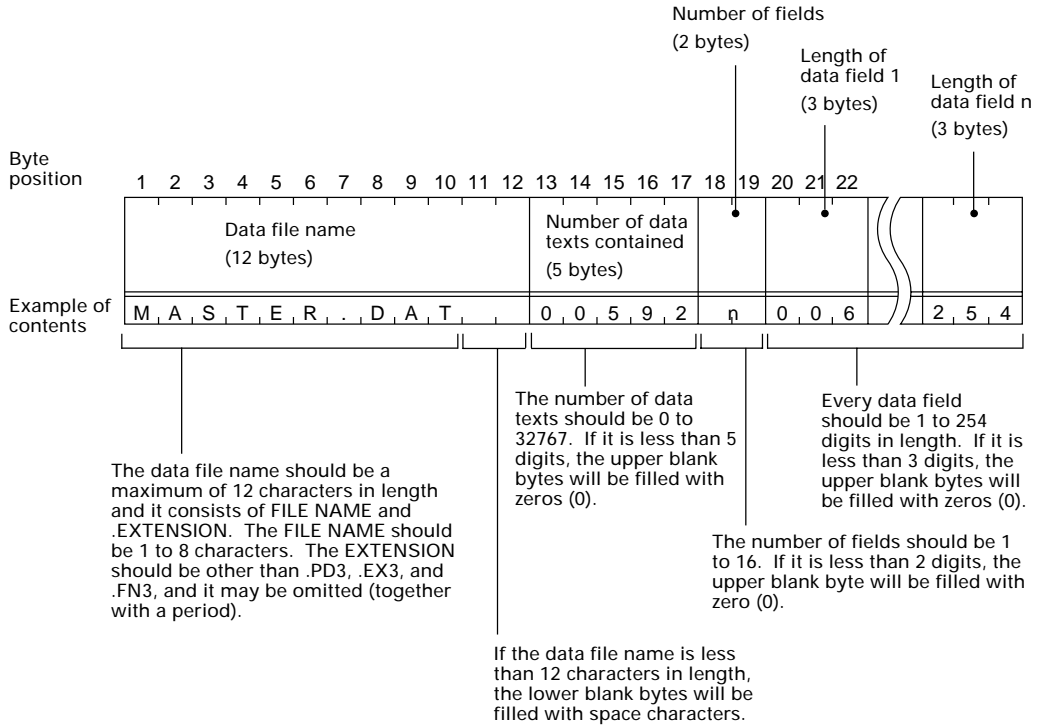 Number of fields
(2 bytes)
Length of
data field 1
(3 bytes)
Length of
data field n
(3 bytes)
Byte
position
1 2 3 4 5 6 7 8 9 10 11 12 13 14 15 16 17 18 19 20 21 22
Data file name
(12 bytes)
Number of data
texts contained
(5 bytes)
Example of
contents
M A S T E R . D A T 0 0 5 9 2 n 0 0 6 2 5 4
The data file name should be a
maximum of 12 characters in length
and it consists of FILE NAME and
.EXTENSION. The FILE NAME should
be 1 to 8 characters. The EXTENSION
should be other than .PD3, .EX3, and
.FN3, and it may be omitted (together
with a period).
If the data file name is less
than 12 characters in length,
the lower blank bytes will be
filled with space characters.
The number of data
texts should be 0 to
32767. If it is less than 5
digits, the upper blank
bytes will be filled with
zeros (0).
The number of fields should be 1
to 16. If it is less than 2 digits, the
upper blank byte will be filled with
zero (0).
Every data field
should be 1 to 254
digits in length. If it is
less than 3 digits, the
upper blank bytes will
be filled with zeros (0).